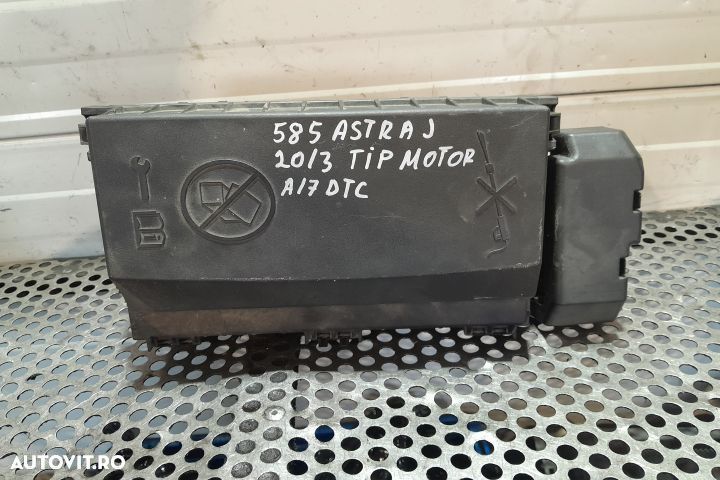 585 ASTRA J
2013 TiP MOTOR
A17 DTC
AUTOVIT.RO